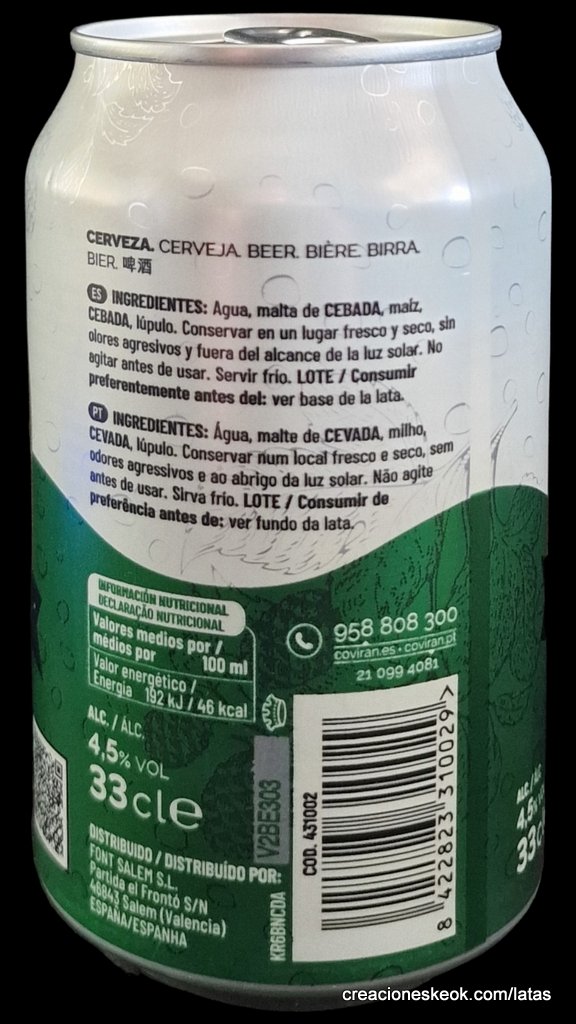 CERVEZA. CERVEJA. BEER. BIÈRE. BIRRA.
BIER. 啤酒
ES INGREDIENTES: Agua, malta de CEBADA, maíz,
CEBADA, lúpulo. Conservar en un lugar fresco y seco, sin
olores agresivos y fuera del alcance de la luz solar. No
agitar antes de usar. Servir frío. LOTE / Consumir
preferentemente antes del: ver base de la lata.
PT INGREDIENTES: Água, malte de CEVADA, milho,
CEVADA, lúpulo. Conservar num local fresco e seco, sem
odores agressivos e ao abrigo da luz solar. Não agite
antes de usar. Sirva frío. LOTE / Consumir de
preferência antes de: ver fundo da lata.
INFORMACIÓN NUTRICIONAL
DECLARAÇÃO NUTRICIONAL
Valores medios por /
médios por 100 ml
Valor energético /
Energia 192 kJ / 46 kcal
958 808 300
coviran.es • coviran.pt
21 099 4081
ALC. / ÁLC.
4,5% VOL
33cle
DISTRIBUIDO / DISTRIBUÍDO POR:
FONT SALEM S.L.
Partida el Frontó S/N
46843 Salem (Valencia)
ESPAÑA/ESPANHA
V2BE303
KR6BNCDA
COD. 431002
8 422823 310029 >
ALC. / ÁLC.
4,5%
33c
creacioneskeok.com/latas